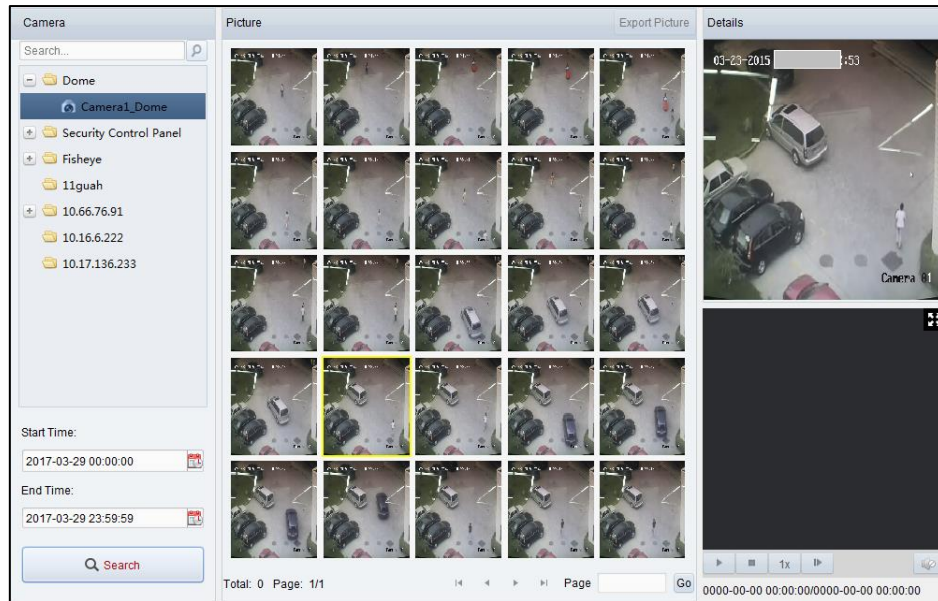 Camera
Search...
Dome
Camera1_Dome
Security Control Panel
Fisheye
11guah
10.66.76.91
10.16.6.222
10.17.136.233
Start Time:
2017-03-29 00:00:00
End Time:
2017-03-29 23:59:59
Search
Picture
Export Picture
Total: 0 Page: 1/1
Page
Go
Details
03-23-2015 :53
Camera 01
1x
0000-00-00 00:00:00/0000-00-00 00:00:00